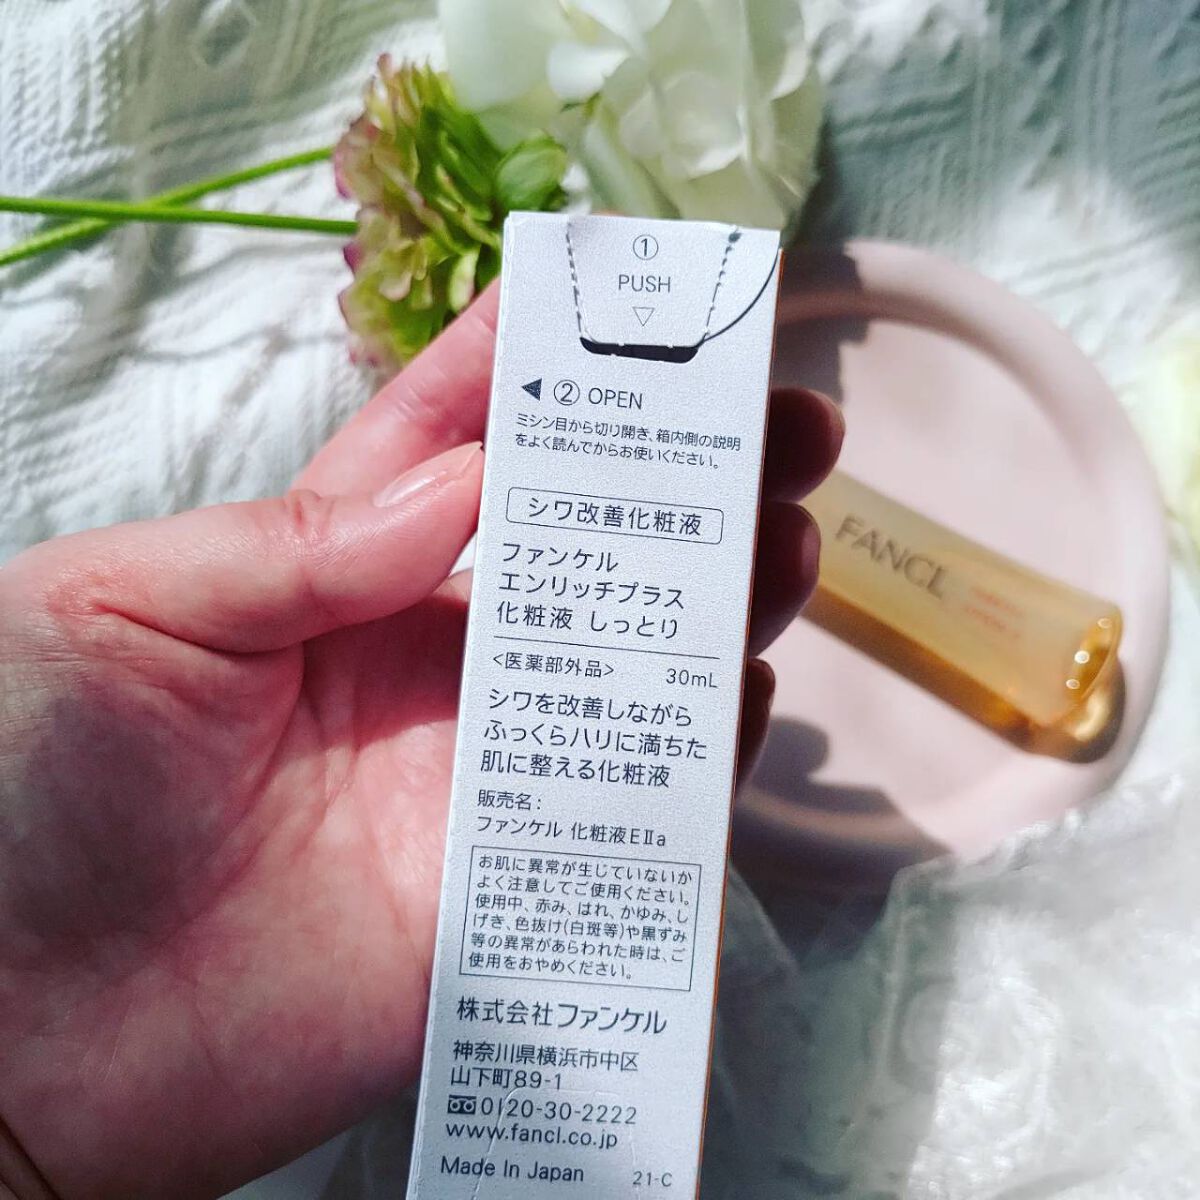 ①
PUSH
▽
◀ ② OPEN
ミシン目から切り開き、箱内側の説明
をよく読んでからお使いください。
シワ改善化粧液
ファンケル
エンリッチプラス
化粧液 しっとり
<医薬部外品> 30mL
シワを改善しながら
ふっくらハリに満ちた
肌に整える化粧液
販売名:
ファンケル 化粧液EⅡa
お肌に異常が生じていないか
よく注意してご使用ください。
使用中、赤み、はれ、かゆみ、し
げき、色抜け(白斑等)や黒ずみ
等の異常があらわれた時は、ご
使用をおやめください。
株式会社ファンケル
神奈川県横浜市中区
山下町89-1
0120-30-2222
www.fancl.co.jp
Made In Japan 21-C
FANCL